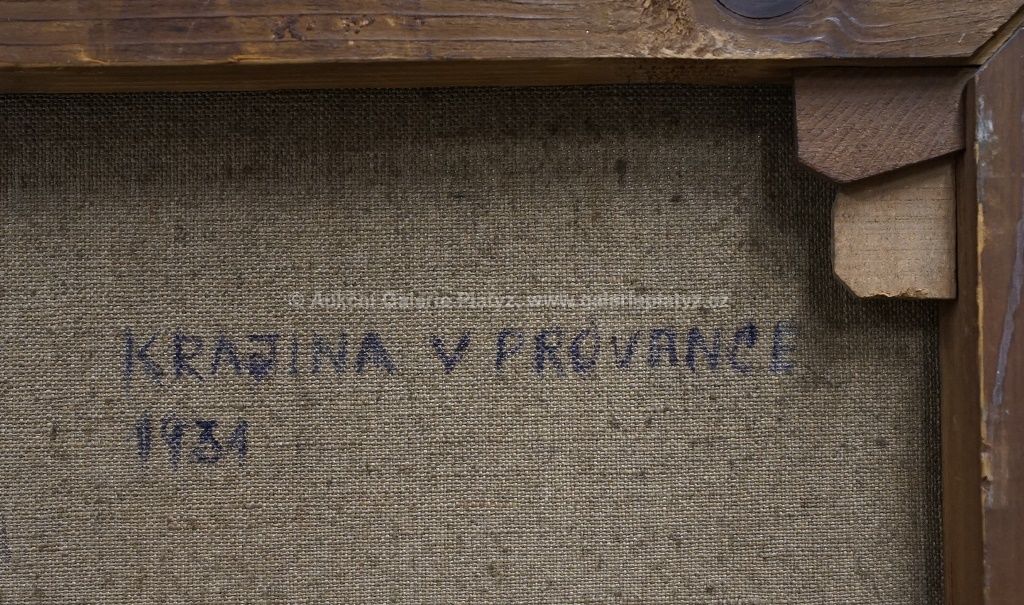 © Aukční Galerie Platýz, www.galerieplatyz.cz
KRAJINA V PROVANCE
1931